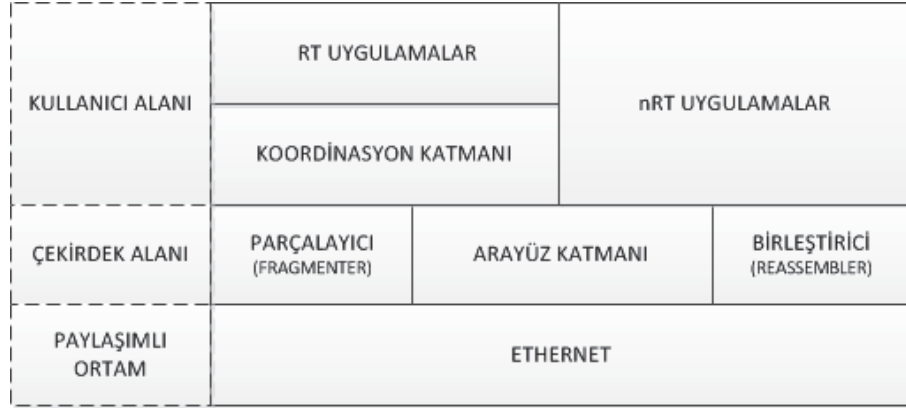 KULLANICI ALANI
RT UYGULAMALAR
nRT UYGULAMALAR
KOORDİNASYON KATMANI
ÇEKİRDEK ALANI
PARÇALAYICI
(FRAGMENTER)
ARAYÜZ KATMANI
BİRLEŞTİRİCİ
(REASSEMBLER)
PAYLAŞIMLI
ORTAM
ETHERNET